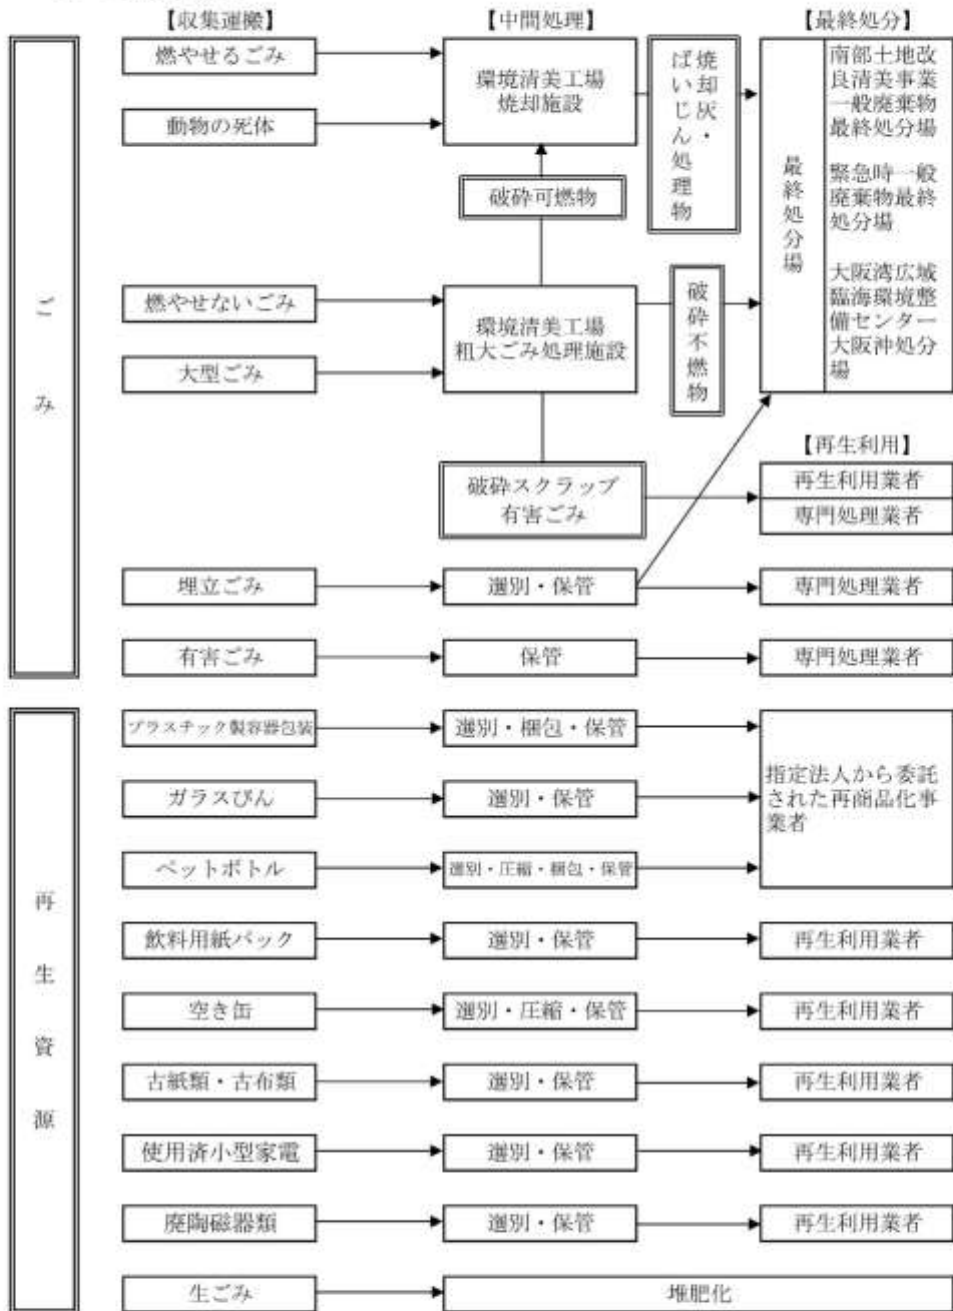 【収集運搬】
【中間処理】
【最終処分】
ごみ
燃やせるごみ
動物の死体
環境清美工場
焼却施設
焼却灰・
ばいじん処理物
最終処分場
南部土地改
良清美事業
一般廃棄物
最終処分場
緊急時一般
廃棄物最終
処分場
大阪湾広域
臨海環境整
備センター
大阪沖処分
場
破砕可燃物
燃やせないごみ
大型ごみ
環境清美工場
粗大ごみ処理施設
破砕不燃物
破砕スクラップ
有害ごみ
【再生利用】
再生利用業者
専門処理業者
埋立ごみ
選別・保管
専門処理業者
有害ごみ
保管
専門処理業者
再生資源
プラスチック製容器包装
選別・梱包・保管
指定法人から委託
された再商品化事
業者
ガラスびん
選別・保管
ペットボトル
選別・圧縮・梱包・保管
飲料用紙パック
選別・保管
再生利用業者
空き缶
選別・圧縮・保管
再生利用業者
古紙類・古布類
選別・保管
再生利用業者
使用済小型家電
選別・保管
再生利用業者
廃陶磁器類
選別・保管
再生利用業者
生ごみ
堆肥化